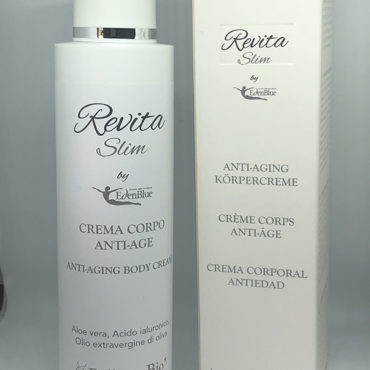 Revita
Slim
by
EdenBlue
CREMA CORPO
ANTI-AGE
ANTI-AGING BODY CREAM
Aloe vera, Acido ialuronico,
Olio extravergine di oliva
Bio
Revita
Slim
by
EdenBlue
ANTI-AGING
KÖRPERCREME
CRÈME CORPS
ANTI-ÂGE
CREMA CORPORAL
ANTIEDAD